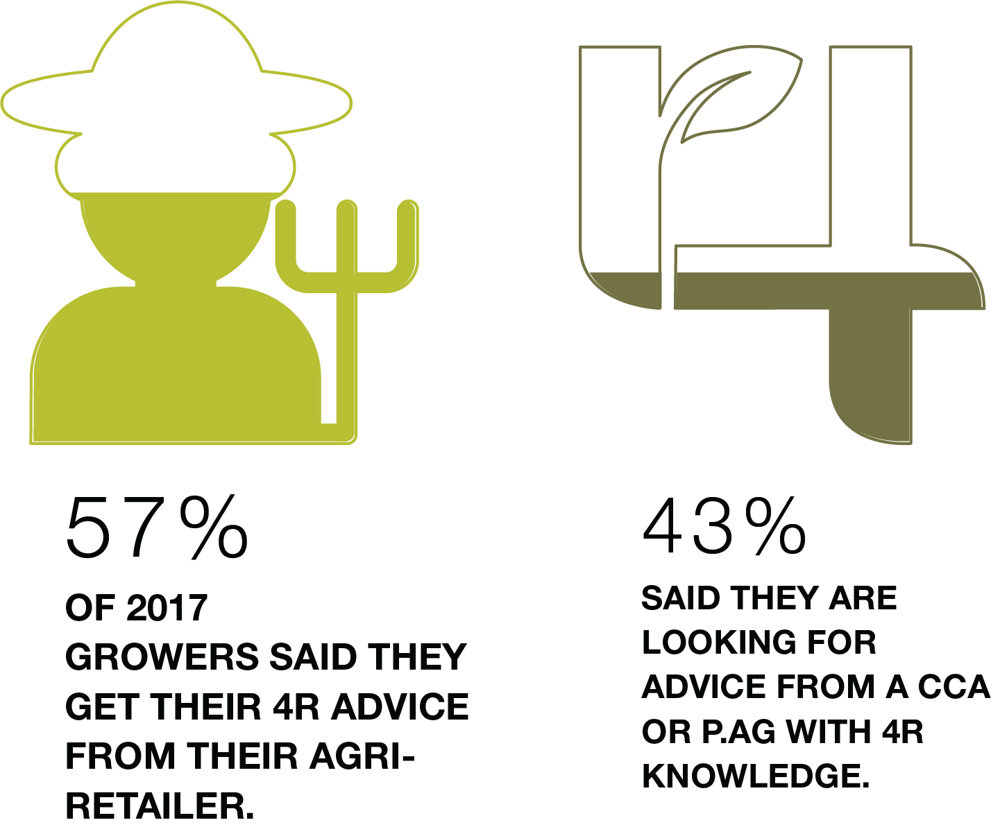 57%
OF 2017
GROWERS SAID THEY
GET THEIR 4R ADVICE
FROM THEIR AGRI-
RETAILER.
r4
43%
SAID THEY ARE
LOOKING FOR
ADVICE FROM A CCA
OR P.AG WITH 4R
KNOWLEDGE.